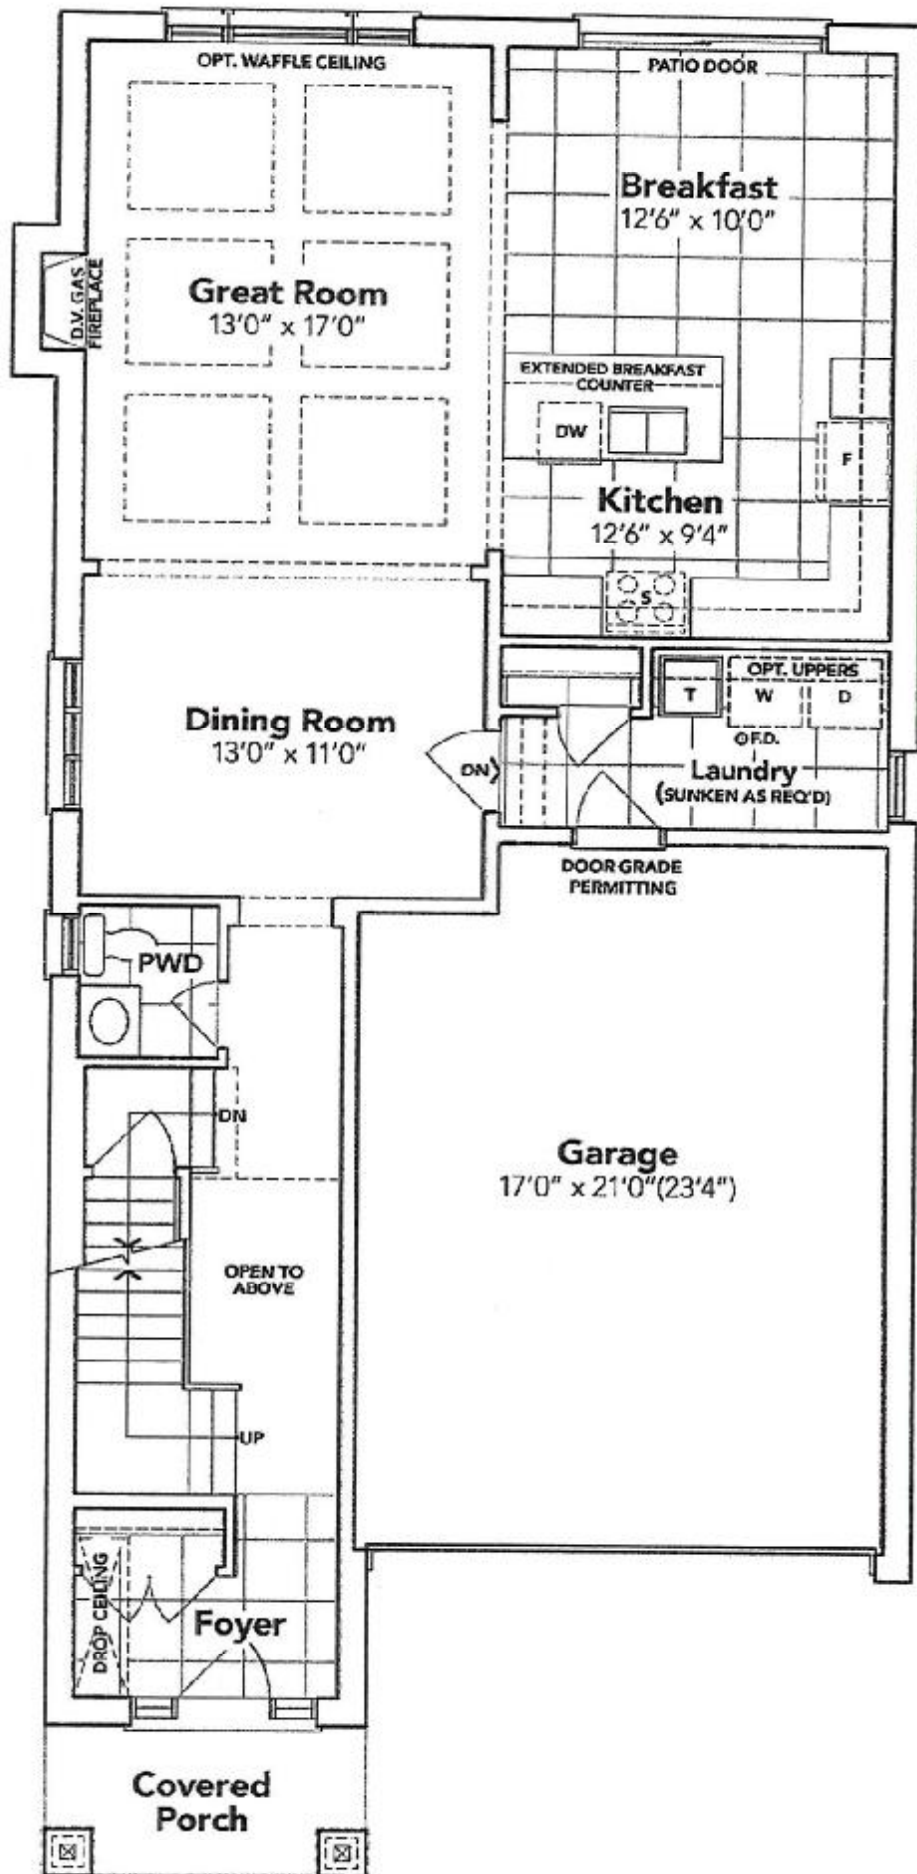 OPT. WAFFLE CEILING
PATIO DOOR
Breakfast
12'6" x 10'0"
D.V. GAS
FIREPLACE
Great Room
13'0" x 17'0"
EXTENDED BREAKFAST
COUNTER
DW
F
Kitchen
12'6" x 9'4"
S
OPT. UPPERS
T
W
D
Dining Room
13'0" x 11'0"
F.D.
DN
Laundry
(SUNKEN AS REQ'D)
DOOR GRADE
PERMITTING
PWD
DN
Garage
17'0" x 21'0"(23'4")
OPEN TO
ABOVE
UP
DROP CEILING
Foyer
Covered
Porch